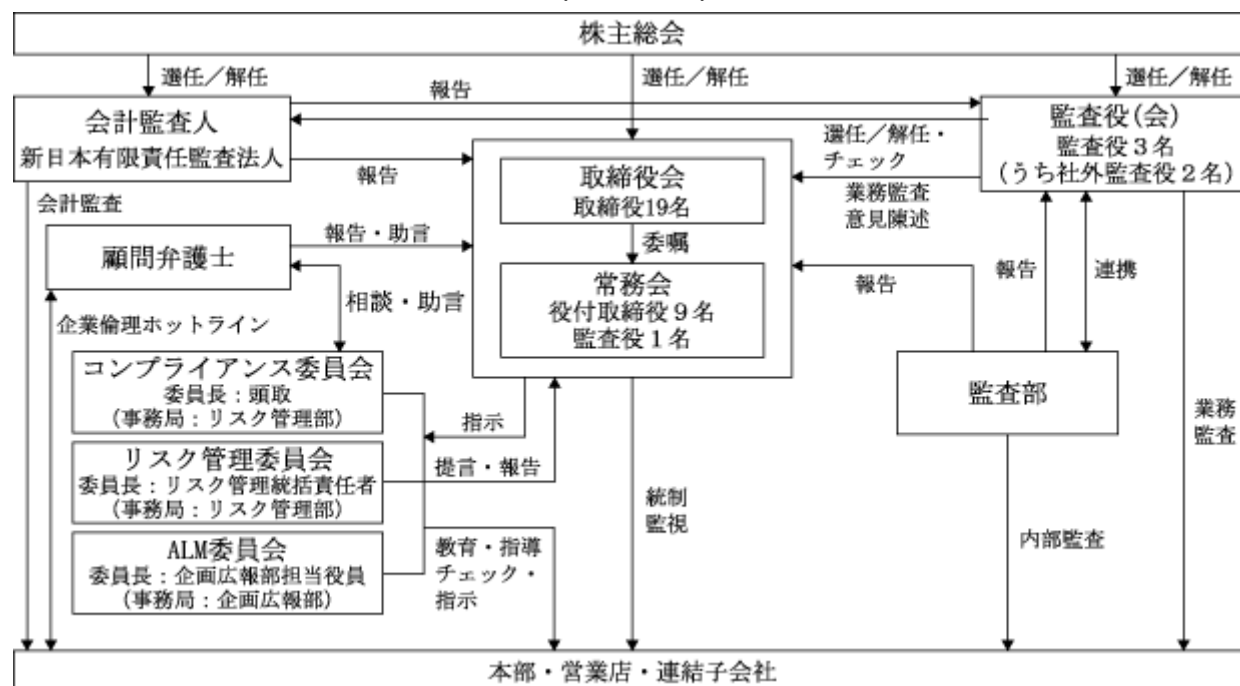 株主総会
選任／解任
選任／解任
選任／解任
報告
会計監査人
新日本有限責任監査法人
監査役(会)
監査役３名
(うち社外監査役２名)
選任／解任・
チェック
報告
取締役会
取締役19名
業務監査
意見陳述
会計監査
顧問弁護士
報告・助言
委嘱
常務会
役付取締役９名
監査役１名
報告
報告
連携
相談・助言
企業倫理ホットライン
コンプライアンス委員会
委員長：頭取
(事務局：リスク管理部)
監査部
指示
業務
監査
リスク管理委員会
委員長：リスク管理統括責任者
(事務局：リスク管理部)
提言・報告
統制
監視
ALM委員会
委員長：企画広報部担当役員
(事務局：企画広報部)
教育・指導
チェック・
指示
内部監査
本部・営業店・連結子会社